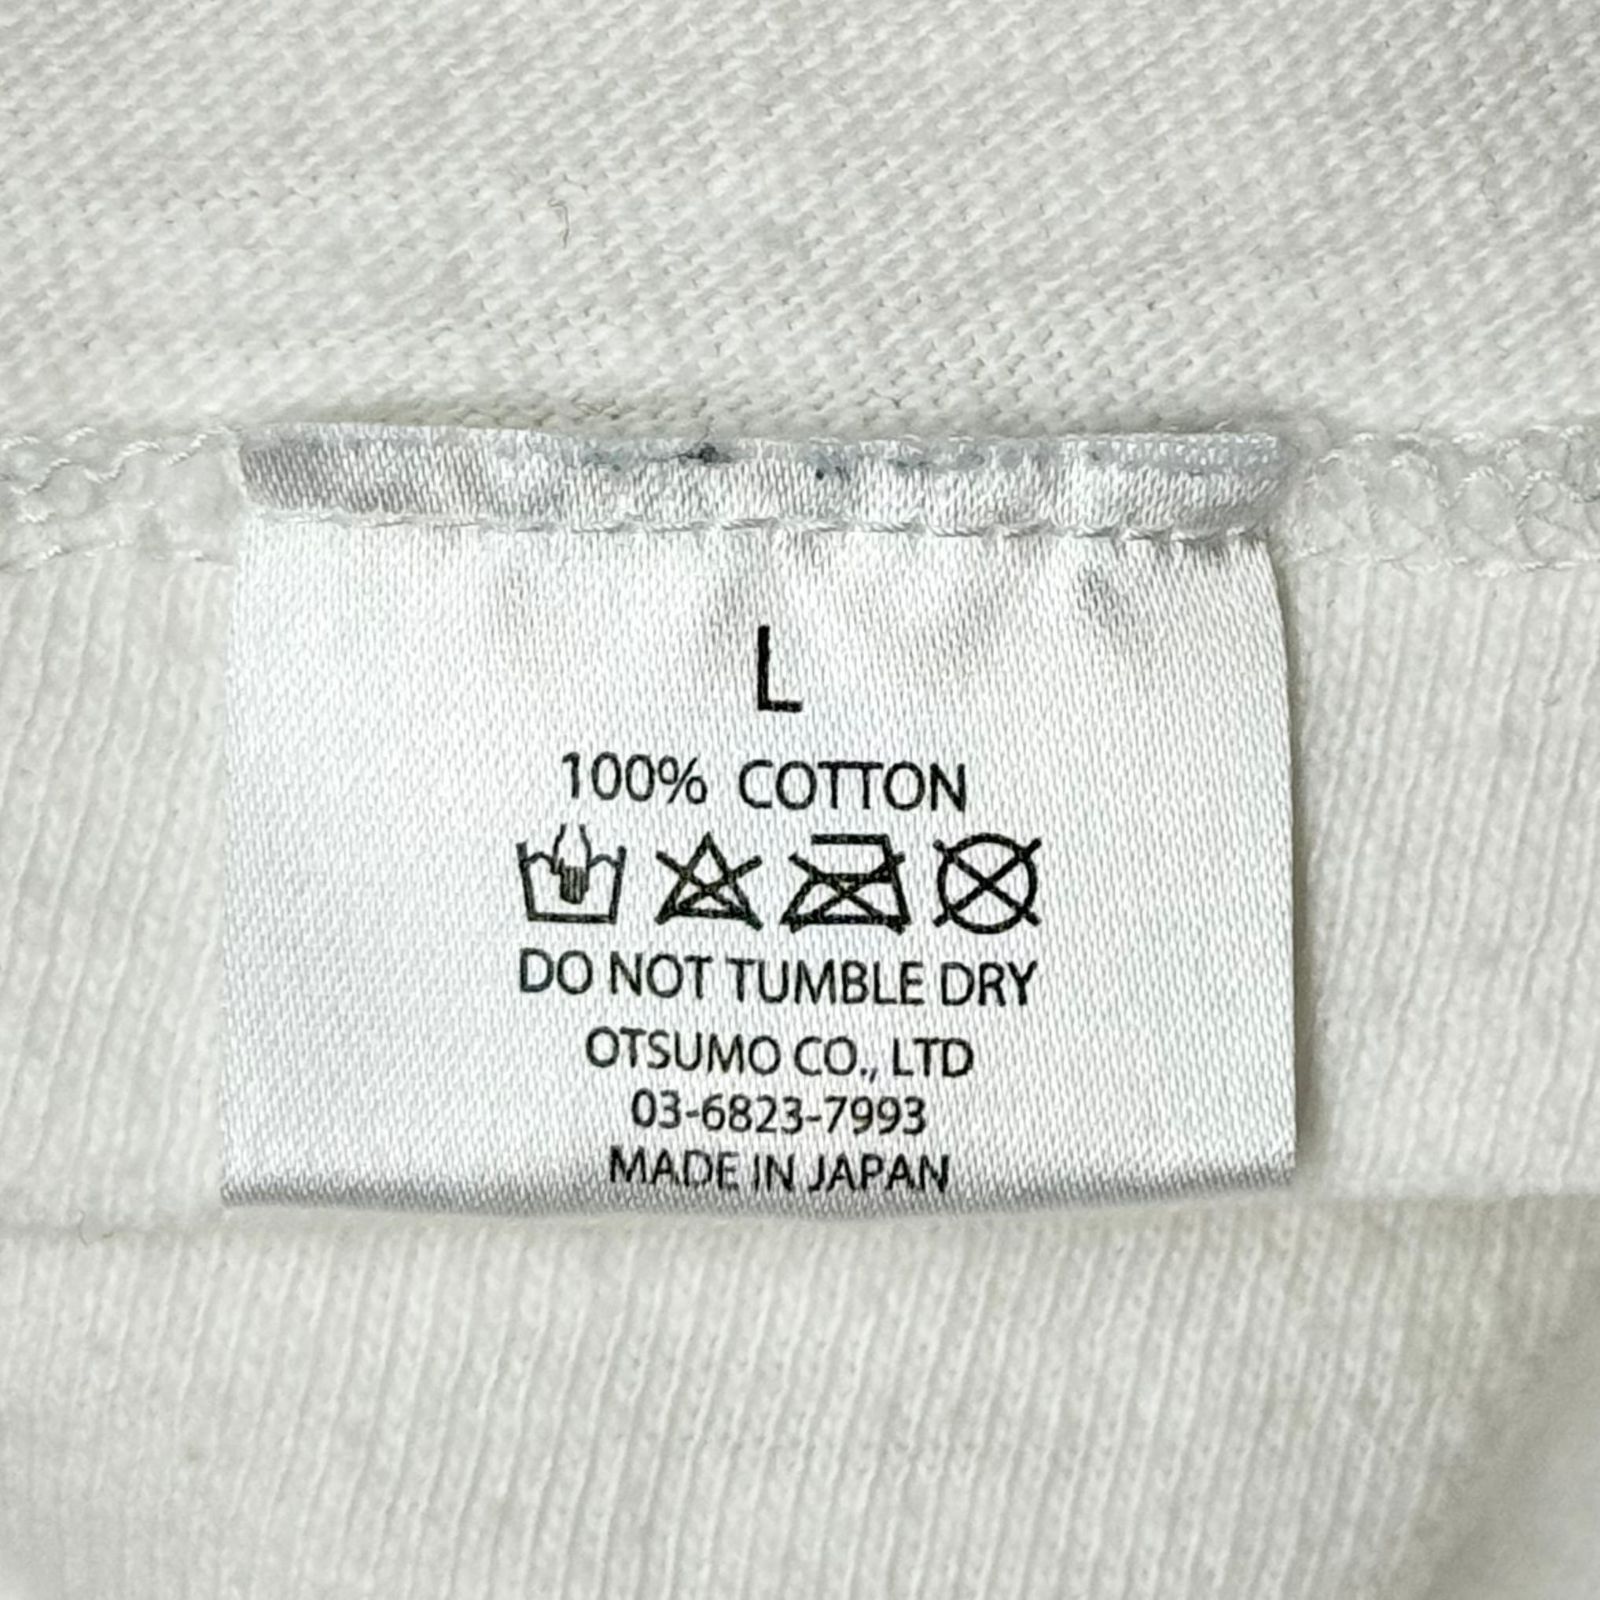 L
100% COTTON
DO NOT TUMBLE DRY
OTSUMO CO., LTD
03-6823-7993
MADE IN JAPAN